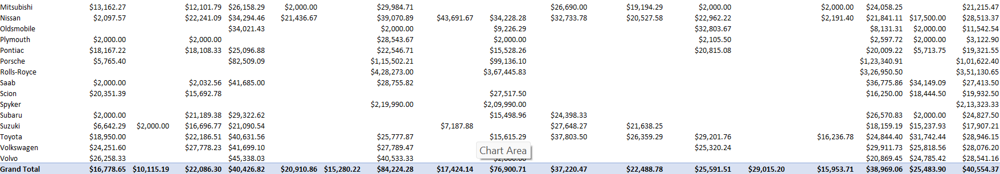 Mitsubishi $13,162.27 $12,101.79 $26,158.29 $2,000.00 $29,984.71 $26,690.00 $19,194.29 $2,000.00 $2,000.00 $24,058.25 $21,215.47
Nissan $2,097.57 $22,241.09 $34,294.46 $21,436.67 $39,070.89 $43,691.67 $34,228.28 $32,733.78 $20,527.58 $22,962.22 $2,191.40 $21,841.11 $17,500.00 $28,513.37
Oldsmobile $34,021.43 $2,000.00 $9,226.29 $32,803.67 $8,131.31 $2,000.00 $11,542.54
Plymouth $2,000.00 $2,000.00 $28,543.67 $2,000.00 $2,105.50 $2,597.72 $2,000.00 $3,122.90
Pontiac $18,167.22 $18,108.33 $25,096.88 $22,546.71 $15,528.26 $20,815.08 $20,009.22 $5,713.75 $19,321.55
Porsche $5,765.40 $82,509.09 $1,15,502.21 $99,136.10 $1,23,340.91 $1,01,622.40
Rolls-Royce $4,28,273.00 $3,67,445.83 $3,26,950.50 $3,51,130.65
Saab $2,000.00 $2,032.56 $41,685.00 $28,755.82 $36,775.86 $34,149.09 $27,413.50
Scion $20,351.39 $15,692.78 $27,517.50 $16,250.00 $18,444.50 $19,932.50
Spyker $2,19,990.00 $2,09,990.00 $2,13,323.33
Subaru $2,000.00 $21,189.38 $29,322.62 $15,498.96 $24,398.33 $26,570.83 $2,000.00 $24,827.50
Suzuki $6,642.29 $2,000.00 $16,696.77 $21,090.54 $7,187.88 $27,648.27 $21,638.25 $18,159.19 $15,237.93 $17,907.21
Toyota $18,950.00 $22,186.51 $40,631.56 $25,777.87 $15,615.29 $37,803.50 $26,359.29 $29,201.76 $16,236.78 $24,844.40 $31,742.44 $28,946.15
Volkswagen $24,251.60 $27,778.23 $41,699.10 $27,789.47 Chart Area $25,320.24 $29,911.73 $25,818.56 $28,076.20
Volvo $26,258.33 $45,338.03 $40,533.33 $20,869.45 $24,785.42 $28,541.16
Grand Total $16,778.65 $10,115.19 $22,086.30 $40,426.82 $20,910.86 $15,280.22 $84,224.28 $17,424.14 $76,900.71 $37,220.47 $22,488.78 $25,591.51 $29,015.20 $15,953.71 $38,969.06 $25,483.90 $40,554.37